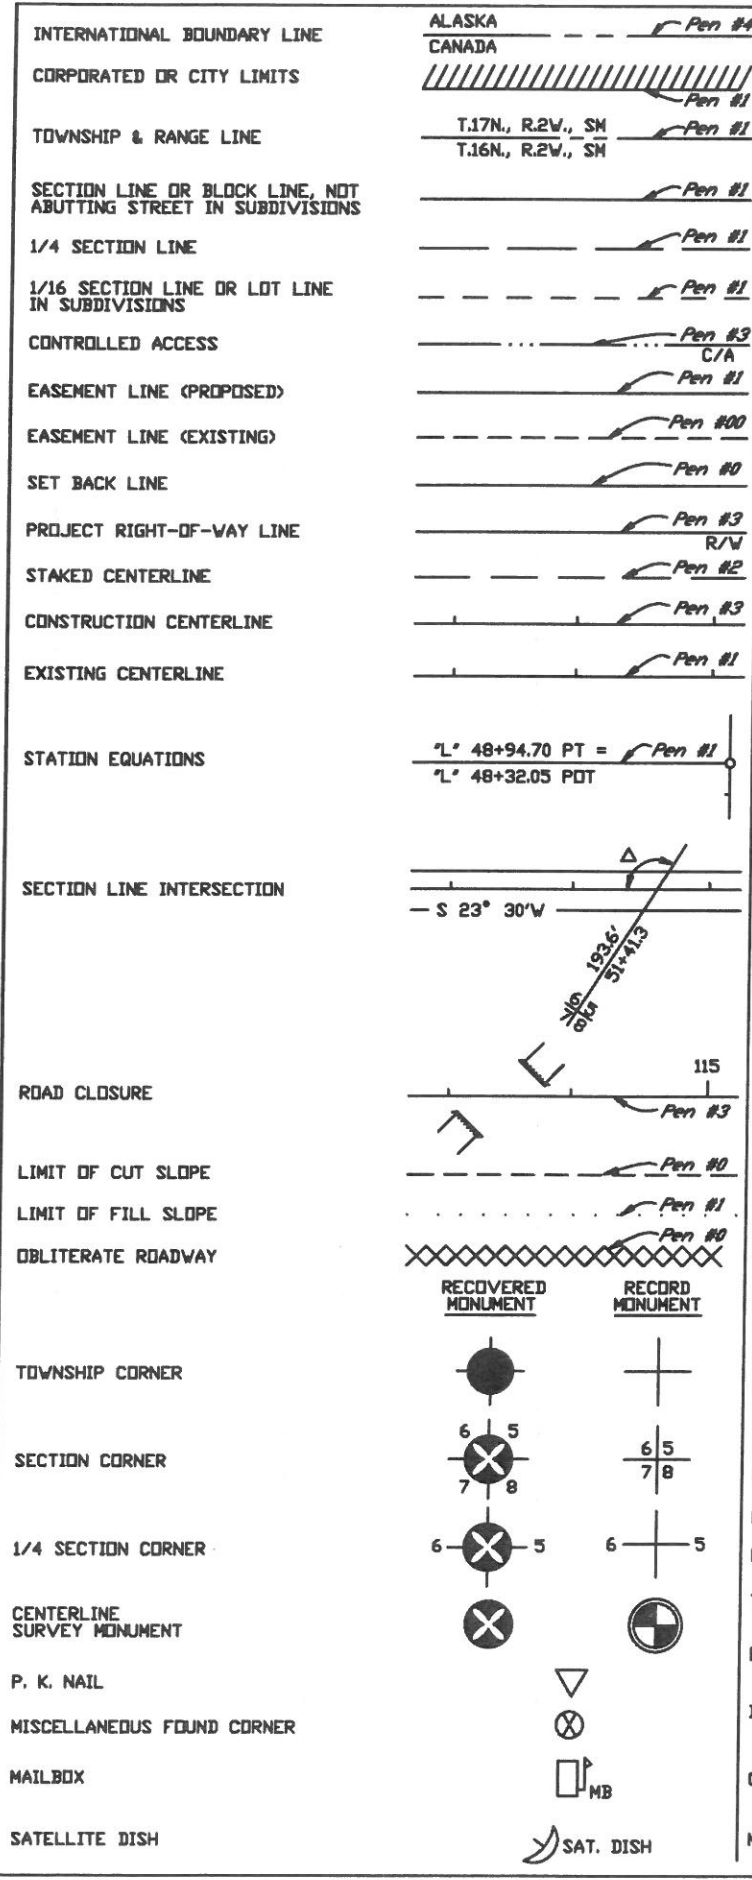 INTERNATIONAL BOUNDARY LINE
ALASKA
CANADA
Pen #4
CORPORATED OR CITY LIMITS
Pen #1
TOWNSHIP & RANGE LINE
T.17N., R.2W., SM
T.16N., R.2W., SM
Pen #1
SECTION LINE OR BLOCK LINE, NOT
ABUTTING STREET IN SUBDIVISIONS
Pen #1
1/4 SECTION LINE
Pen #1
1/16 SECTION LINE OR LOT LINE
IN SUBDIVISIONS
Pen #1
CONTROLLED ACCESS
Pen #3
C/A
EASEMENT LINE (PROPOSED)
Pen #1
EASEMENT LINE (EXISTING)
Pen #00
SET BACK LINE
Pen #0
PROJECT RIGHT-OF-WAY LINE
Pen #3
R/W
STAKED CENTERLINE
Pen #2
CONSTRUCTION CENTERLINE
Pen #3
EXISTING CENTERLINE
Pen #1
STATION EQUATIONS
"L" 48+94.70 PT =
"L" 48+32.05 POT
Pen #1
SECTION LINE INTERSECTION
Δ
S 23° 30'W
193.6'
51+41.3
7 6
8 5
ROAD CLOSURE
115
Pen #3
LIMIT OF CUT SLOPE
Pen #0
LIMIT OF FILL SLOPE
Pen #1
OBLITERATE ROADWAY
Pen #0
RECOVERED
MONUMENT
RECORD
MONUMENT
TOWNSHIP CORNER
SECTION CORNER
6 5
7 8
6 5
7 8
1/4 SECTION CORNER
6 5
6 5
CENTERLINE
SURVEY MONUMENT
P. K. NAIL
MISCELLANEOUS FOUND CORNER
MAILBOX
MB
SATELLITE DISH
SAT. DISH